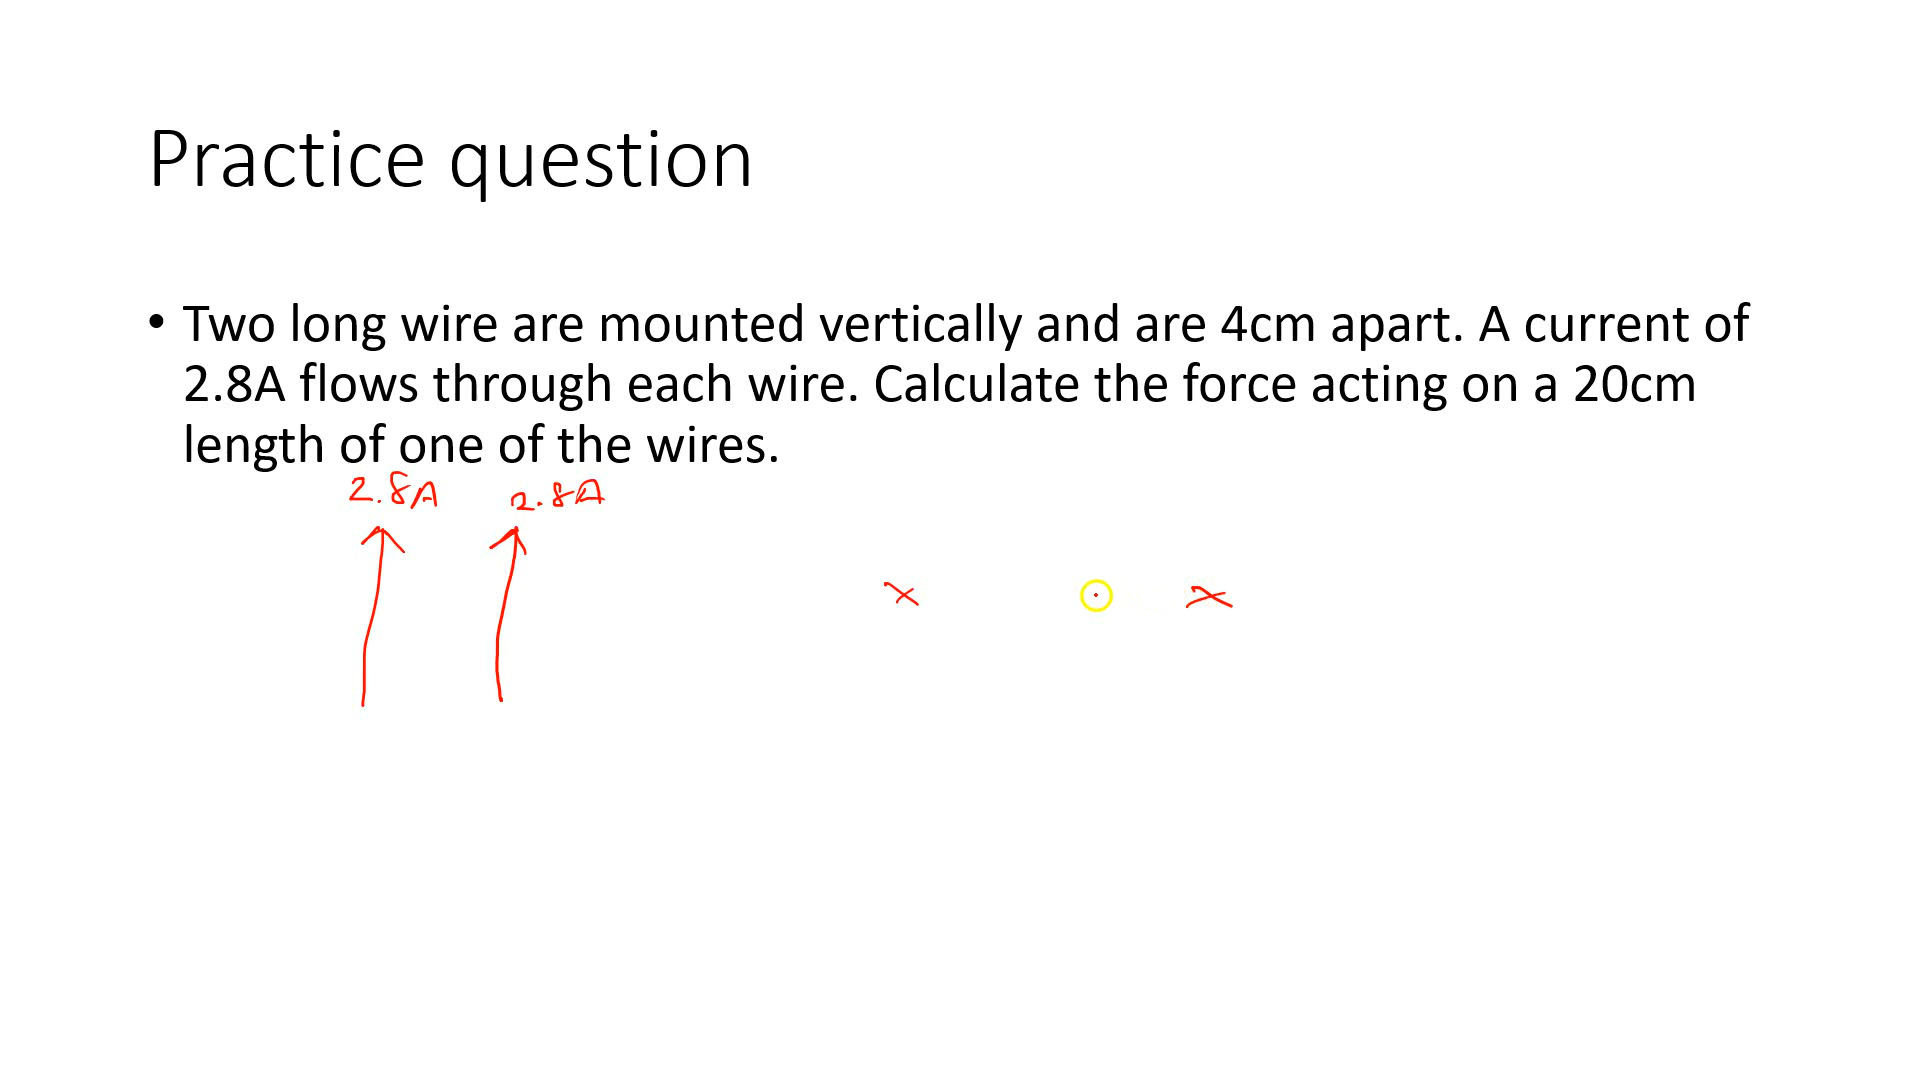 Practice question
• Two long wire are mounted vertically and are 4cm apart. A current of
2.8A flows through each wire. Calculate the force acting on a 20cm
length of one of the wires.
2.8A 2.8A